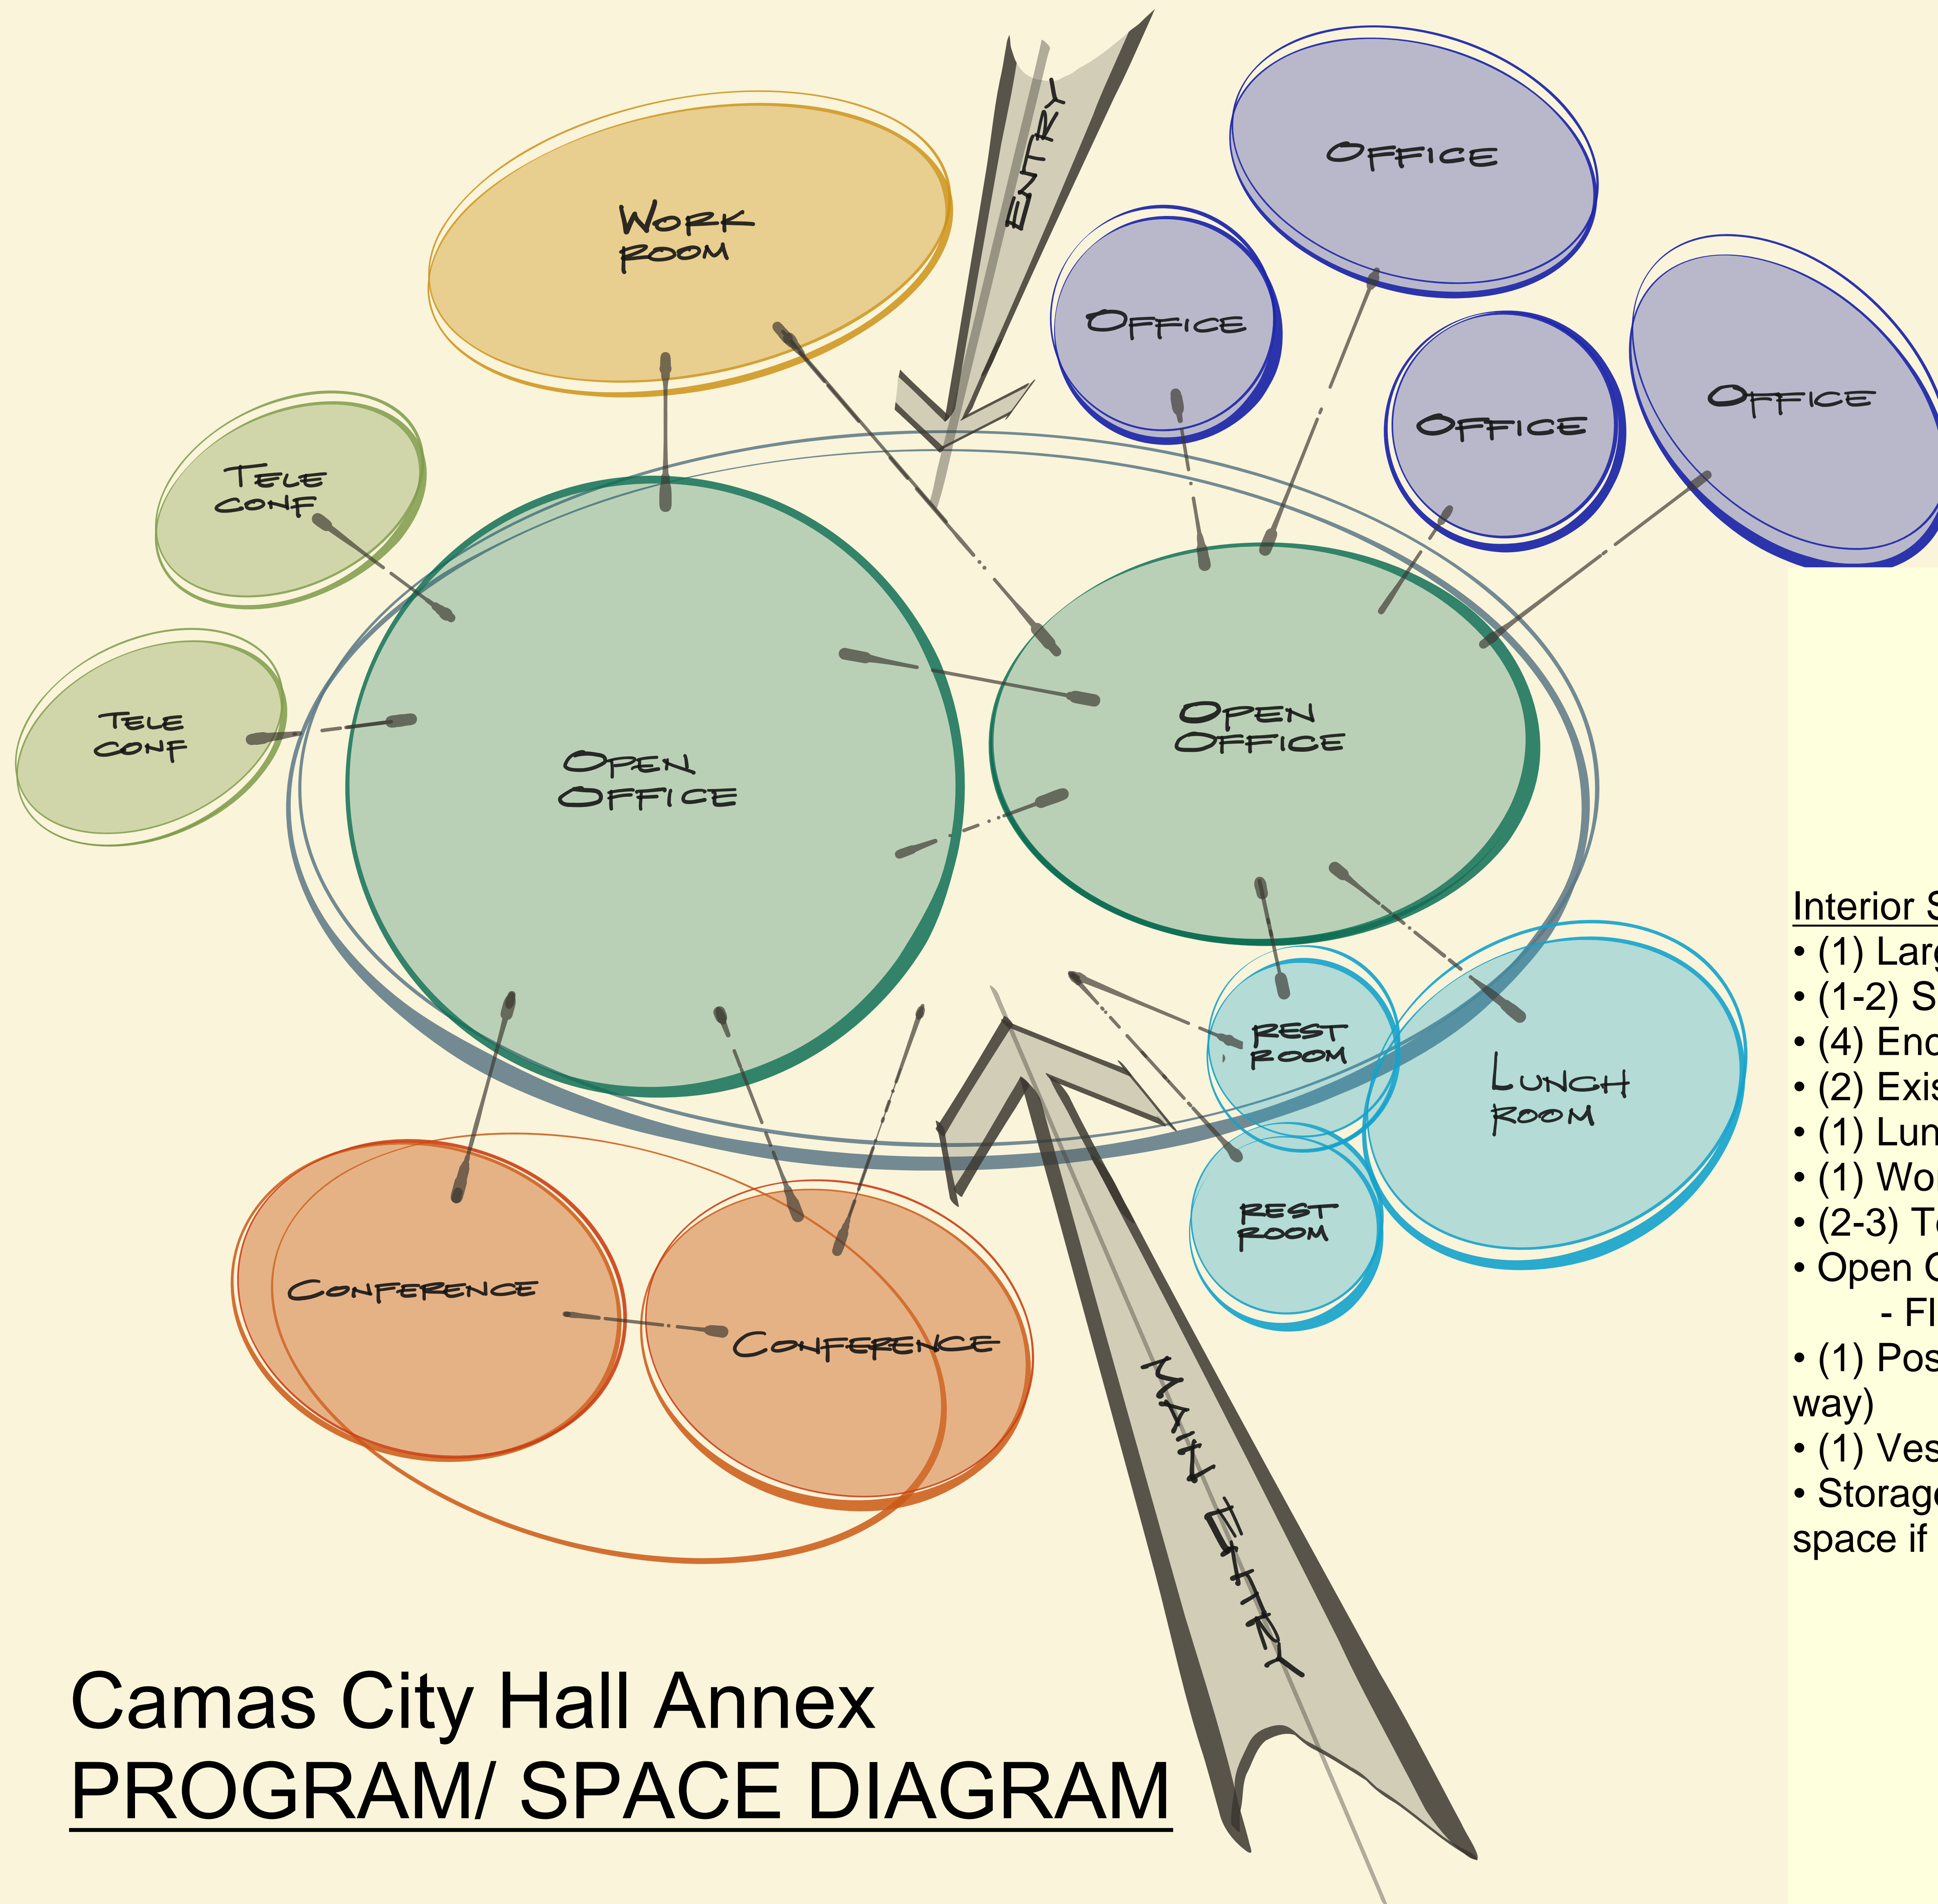 ENTRY
OFFICE
WORK
ROOM
OFFICE
OFFICE
OFFICE
TELE
CONF
TELE
CONF
OPEN
OFFICE
OPEN
OFFICE
REST
ROOM
LUNCH
ROOM
REST
ROOM
CONFERENCE
CONFERENCE
MAIN ENTRY
Interior
• (1)
• (1-2)
• (4)
• (2)
• (1)
• (1)
• (2-3)
• Open
-
• (1)
way)
• (1)
•
space if
Camas City Hall Annex
PROGRAM/ SPACE DIAGRAM